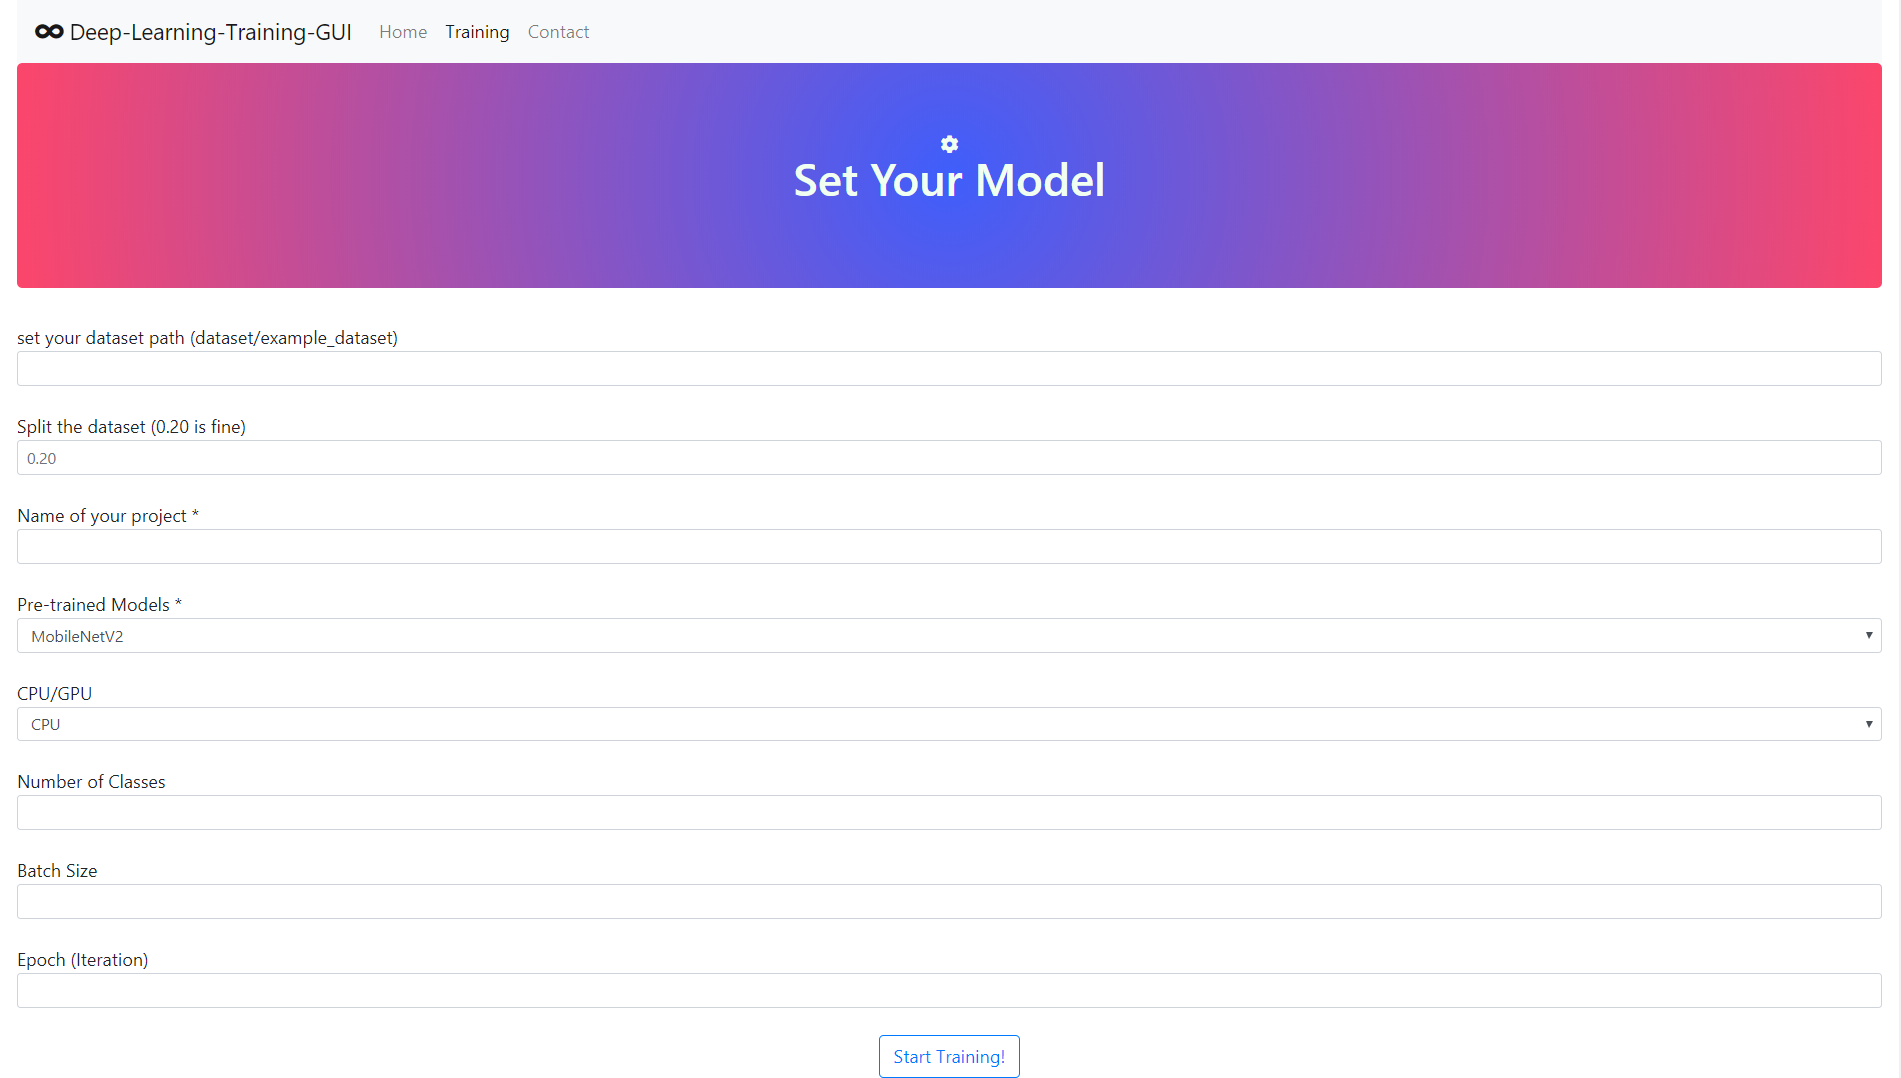 Deep-Learning-Training-GUI Home Training Contact
Set Your Model
set your dataset path (dataset/example_dataset)
Split the dataset (0.20 is fine)
0.20
Name of your project *
Pre-trained Models *
MobileNetV2
CPU/GPU
CPU
Number of Classes
Batch Size
Epoch (Iteration)
Start Training!